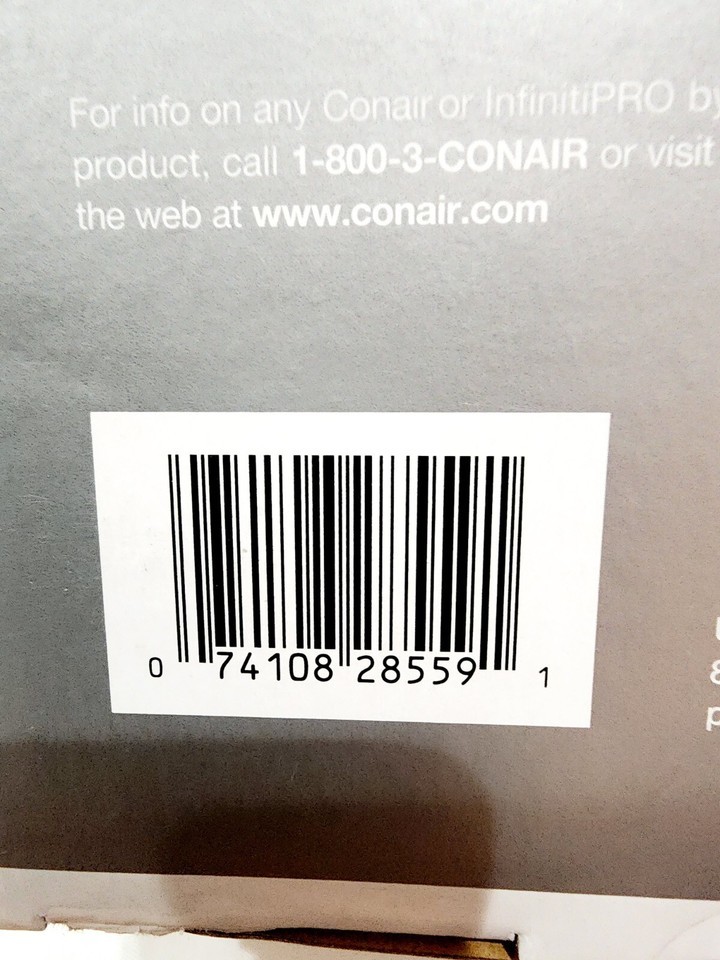 For info on any Conair or InfinitiPRO by
product, call 1-800-3-CONAIR or visit
the web at www.conair.com
0 74108 28559 1